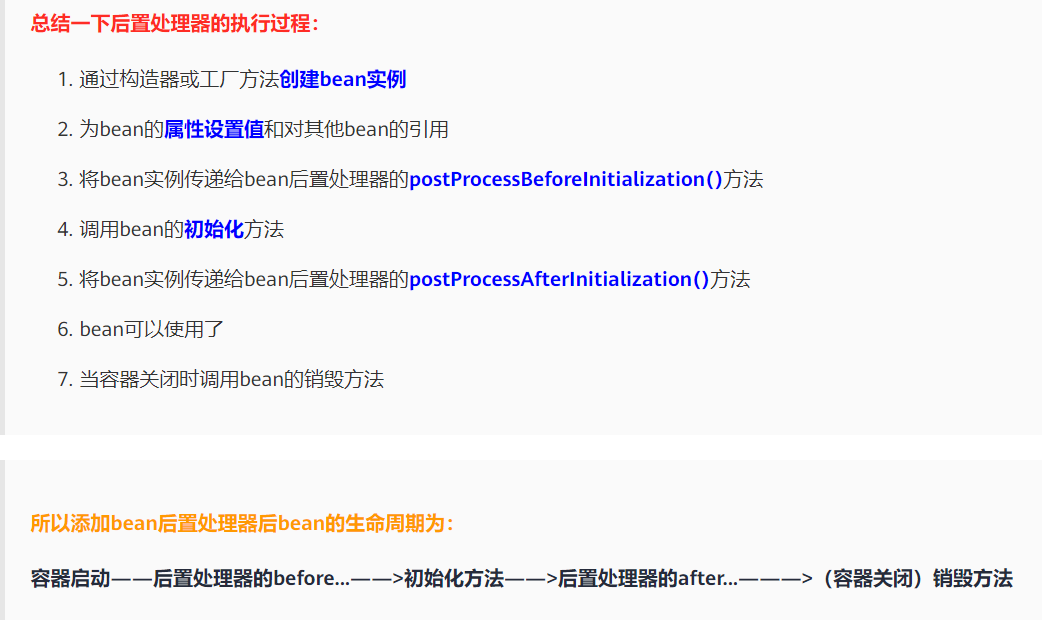 总结一下后置处理器的执行过程：
1. 通过构造器或工厂方法创建bean实例
2. 为bean的属性设置值和对其他bean的引用
3. 将bean实例传递给bean后置处理器的postProcessBeforeInitialization()方法
4. 调用bean的初始化方法
5. 将bean实例传递给bean后置处理器的postProcessAfterInitialization()方法
6. bean可以使用了
7. 当容器关闭时调用bean的销毁方法
所以添加bean后置处理器后bean的生命周期为：
容器启动——后置处理器的before...——>初始化方法——>后置处理器的after...———>（容器关闭）销毁方法